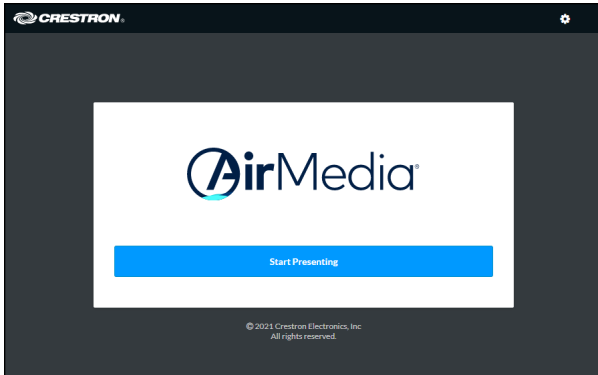 CRESTRON®
AirMedia®
Start Presenting
© 2021 Crestron Electronics, Inc
All rights reserved.